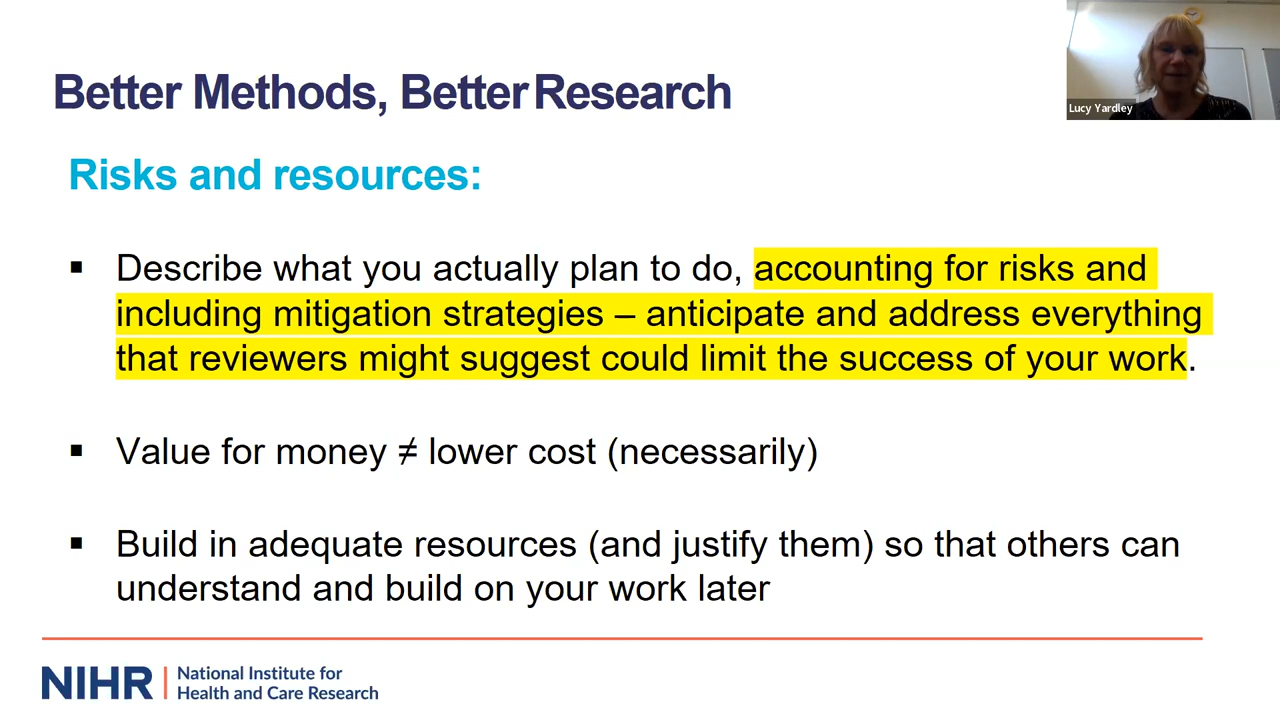 Better Methods, Better Research
Lucy Yardley
Risks and resources:
▪ Describe what you actually plan to do, accounting for risks and
including mitigation strategies – anticipate and address everything
that reviewers might suggest could limit the success of your work.
▪ Value for money ≠ lower cost (necessarily)
▪ Build in adequate resources (and justify them) so that others can
understand and build on your work later
NIHR | National Institute for
Health and Care Research